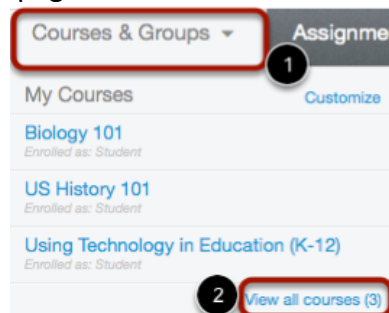 Courses & Groups Assignme
1
My Courses Customize
Biology 101
Enrolled as: Student
US History 101
Enrolled as: Student
Using Technology in Education (K-12)
Enrolled as: Student
2 View all courses (3)